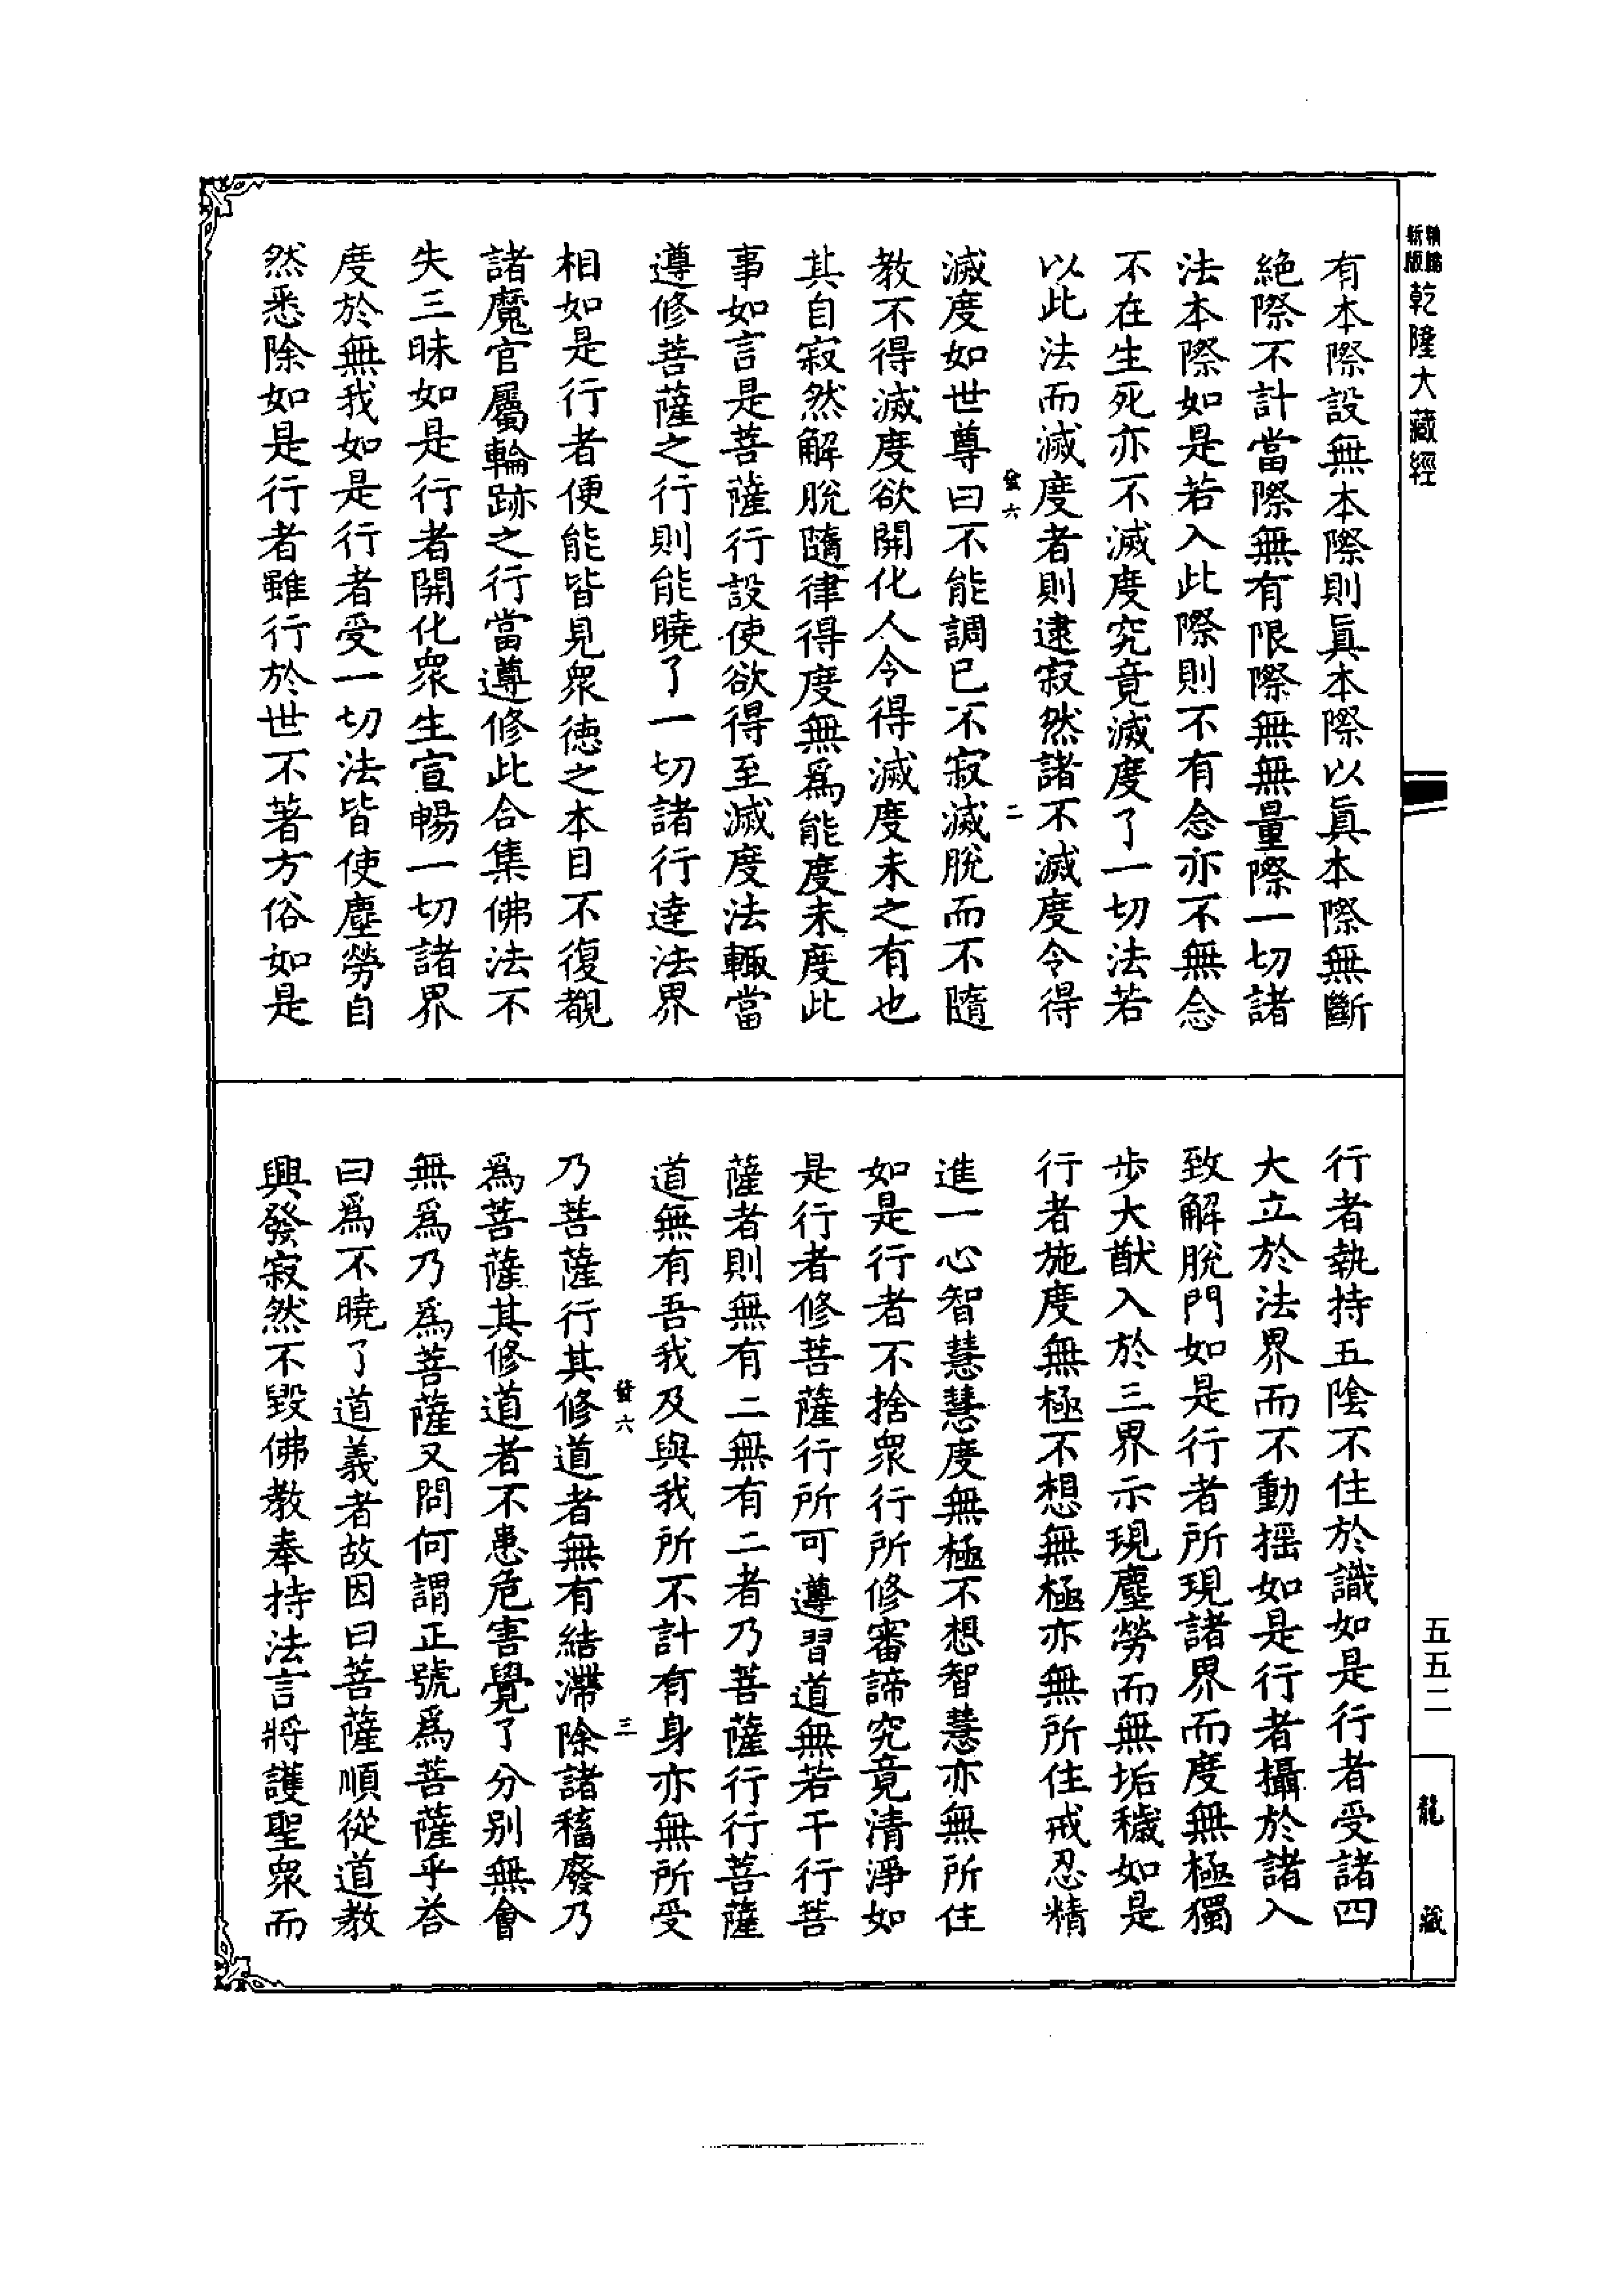 新版
精縮
乾隆大藏經
有本際設無本際則眞本際以眞本際無斷
絕際不計當際無有限際無無量際一切諸
法本際如是若入此際則不有念亦不無念
不在生死亦不滅度究竟滅度了一切法若
以此法而滅度者則逮寂然諸不滅度令得
發六
二
滅度如世尊曰不能調已不寂滅脫而不隨
教不得滅度欲開化人令得滅度未之有也
其自寂然解脫隨律得度無爲能度未度此
事如言是菩薩行設使欲得至滅度法輙當
遵修菩薩之行則能曉了一切諸行達法界
相如是行者便能皆見衆德之本目不復覩
諸魔官屬輪跡之行當遵修此合集佛法不
失三昧如是行者開化衆生宣暢一切諸界
度於無我如是行者受一切法皆使塵勞自
然悉除如是行者雖行於世不著方俗如是
行者執持五陰不住於識如是行者受諸四
大立於法界而不動搖如是行者攝於諸入
致解脫門如是行者所現諸界而度無極獨
步大猷入於三界示現塵勞而無垢穢如是
行者施度無極不想無極亦無所住戒忍精
進一心智慧慧度無極不想智慧亦無所住
如是行者不捨衆行所修審諦究竟清淨如
是行者修菩薩行所可遵習道無若干行菩
薩者則無有二無有二者乃菩薩行行菩薩
道無有吾我及與我所不計有身亦無所受
發六
三
乃菩薩行其修道者無有結滯除諸稸廢乃
爲菩薩其修道者不患危害覺了分別無會
無爲乃爲菩薩又問何謂正號爲菩薩乎荅
曰爲不曉了道義者故因曰菩薩順從道教
興發寂然不毀佛教奉持法言將護聖衆而
五五二
龍藏